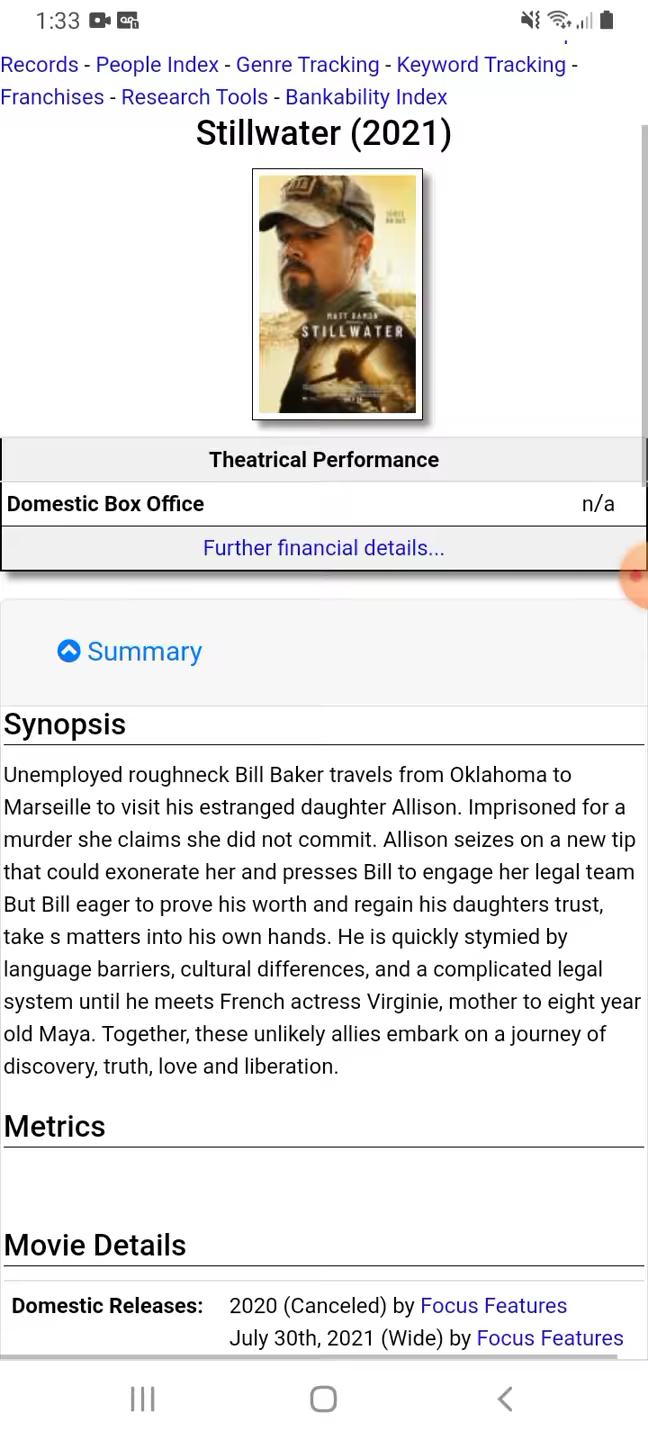 1:33
Records - People Index - Genre Tracking - Keyword Tracking -
Franchises - Research Tools - Bankability Index
Stillwater (2021)
MATT DAMON
STILLWATER
Theatrical Performance
Domestic Box Office n/a
Further financial details...
Summary
Synopsis
Unemployed roughneck Bill Baker travels from Oklahoma to
Marseille to visit his estranged daughter Allison. Imprisoned for a
murder she claims she did not commit. Allison seizes on a new tip
that could exonerate her and presses Bill to engage her legal team
But Bill eager to prove his worth and regain his daughters trust,
take s matters into his own hands. He is quickly stymied by
language barriers, cultural differences, and a complicated legal
system until he meets French actress Virginie, mother to eight year
old Maya. Together, these unlikely allies embark on a journey of
discovery, truth, love and liberation.
Metrics
Movie Details
Domestic Releases: 2020 (Canceled) by Focus Features
July 30th, 2021 (Wide) by Focus Features